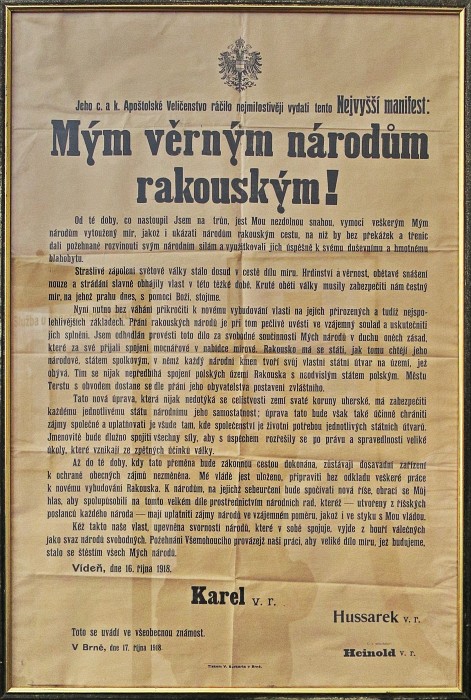 Jeho c. a k. Apoštolské Veličenstvo ráčilo nejmilostivěji vydati tento Nejvyšší manifest:
Mým věrným národům
rakouským!
Od té doby, co nastoupil Jsem na trůn, jest Mou nezdolnou snahou, vymoci veškerým Mým
národům vytoužený mír, jakož i ukázati národům rakouským cestu, na níž by bez překážek a třenic
dali požehnané rozvinouti svým národním silám a využitkovali jich úspěšně k svému duševnímu a hmotnému
blahobytu.
Strašlivé zápolení světové války stálo dosud v cestě dílu míru. Hrdinství a věrnost, obětavé snášení
nouze a strádání slavně obhájily vlast v této těžké době. Kruté oběti války musily zabezpečiti nám čestný
mír, na jehož prahu dnes, s pomocí Boží, stojíme.
Nyní nutno bez váhání přikročiti k novému vybudování vlasti na jejích přirozených a tudíž nejspo-
lehlivějších základech. Přání rakouských národů je při tom pečlivě uvésti ve vzájemný soulad a uskutečniti
jich splnění. Jsem odhodlán provésti toto dílo za svobodné součinnosti Mých národů v duchu oněch zásad,
které za své přijali spojení mocnářové v nabídce mírové. Rakousko má se státi, jak tomu chtějí jeho
národové, státem spolkovým, v němž každý národní kmen tvoří svůj vlastní státní útvar na území, jež
obývá. Tím se nijak nepředbíhá spojení polských území Rakouska s neodvislým státem polským. Městu
Terstu s obvodem dostane se dle přání jeho obyvatelstva postavení zvláštního.
Tato nová úprava, která nijak nedotýká se celistvosti zemí svaté koruny uherské, má zabezpečiti
každému jednotlivému státu národnímu jeho samostatnost; úprava tato bude však také účinně chrániti
zájmy společné a uplatňovati je všude tam, kde společenství je životní potřebou jednotlivých státních útvarů.
Jmenovitě bude dlužno spojiti všechny síly, aby s úspěchem rozřešily se po právu a spravedlnosti veliké
úkoly, které vznikají ze zpětných účinků války.
Až do té doby, kdy tato přeměna bude zákonnou cestou dokonána, zůstávají dosavadní zařízení
k ochraně obecných zájmů nezměněna. Mé vládě jest uloženo, připraviti bez odkladu veškeré práce
k novému vybudování Rakouska. K národům, na jejichž sebeurčení bude spočívati nová říše, obrací se Můj
hlas, aby spolupůsobili na tomto velkém díle prostřednictvím národních rad, které — utvořeny z říšských
poslanců každého národa — mají uplatniti zájmy národů ve vzájemném poměru, jakož i ve styku s Mou vládou.
Kéž takto naše vlast, upevněna svorností národů, které v sobě spojuje, vyjde z bouří válečných
jako svaz národů svobodných. Požehnání Všemohoucího provázejž naši práci, aby veliké dílo míru, jež budujeme,
stalo se štěstím všech Mých národů.
Vídeň, dne 16. října 1918.
Karel v. r.
Hussarek v. r.
Toto se uvádí ve všeobecnou známost.
V Brně, dne 17. října 1918.
Heinold v. r.